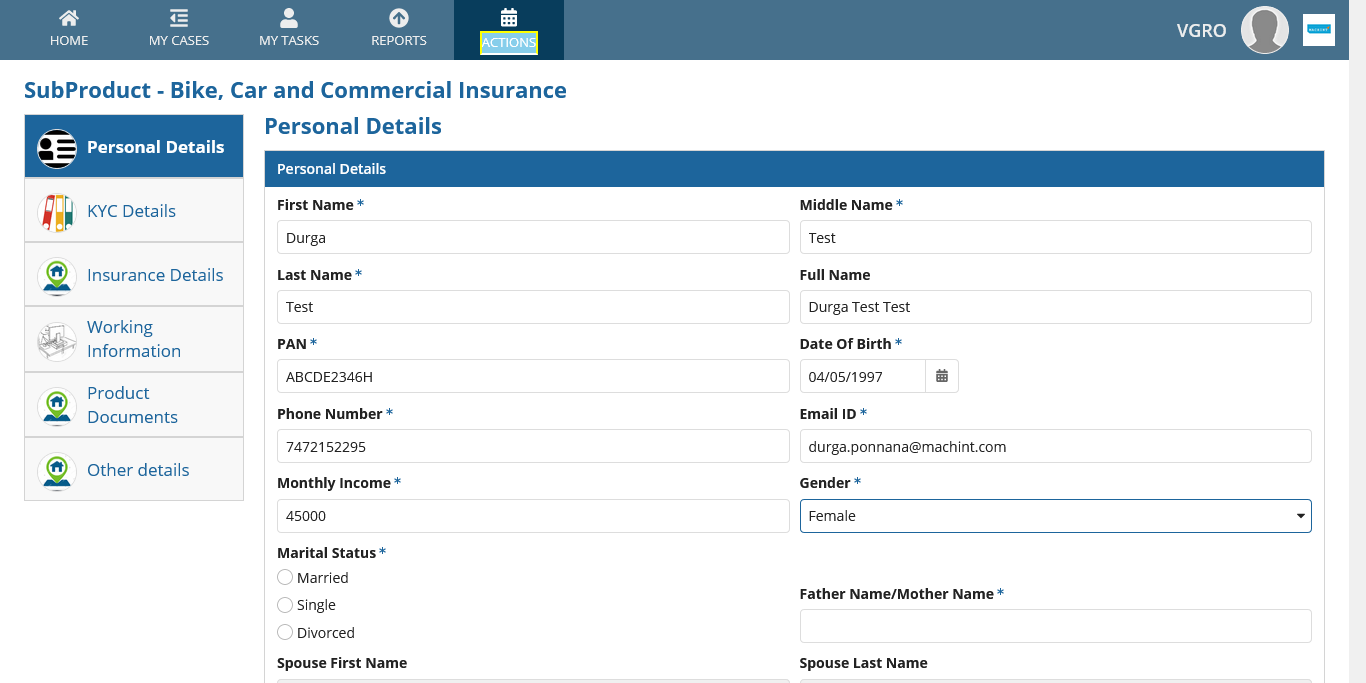 HOME
MY CASES
MY TASKS
REPORTS
ACTIONS
VGRO
MACHINT
SubProduct - Bike, Car and Commercial Insurance
Personal Details
KYC Details
Insurance Details
Working
Information
Product
Documents
Other details
Personal Details
Personal Details
First Name *
Middle Name *
Durga
Test
Last Name *
Full Name
Test
Durga Test Test
PAN *
Date Of Birth *
ABCDE2346H
04/05/1997
Phone Number *
Email ID *
7472152295
durga.ponnana@machint.com
Monthly Income *
Gender *
45000
Female
Marital Status *
Married
Single
Divorced
Father Name/Mother Name *
Spouse First Name
Spouse Last Name